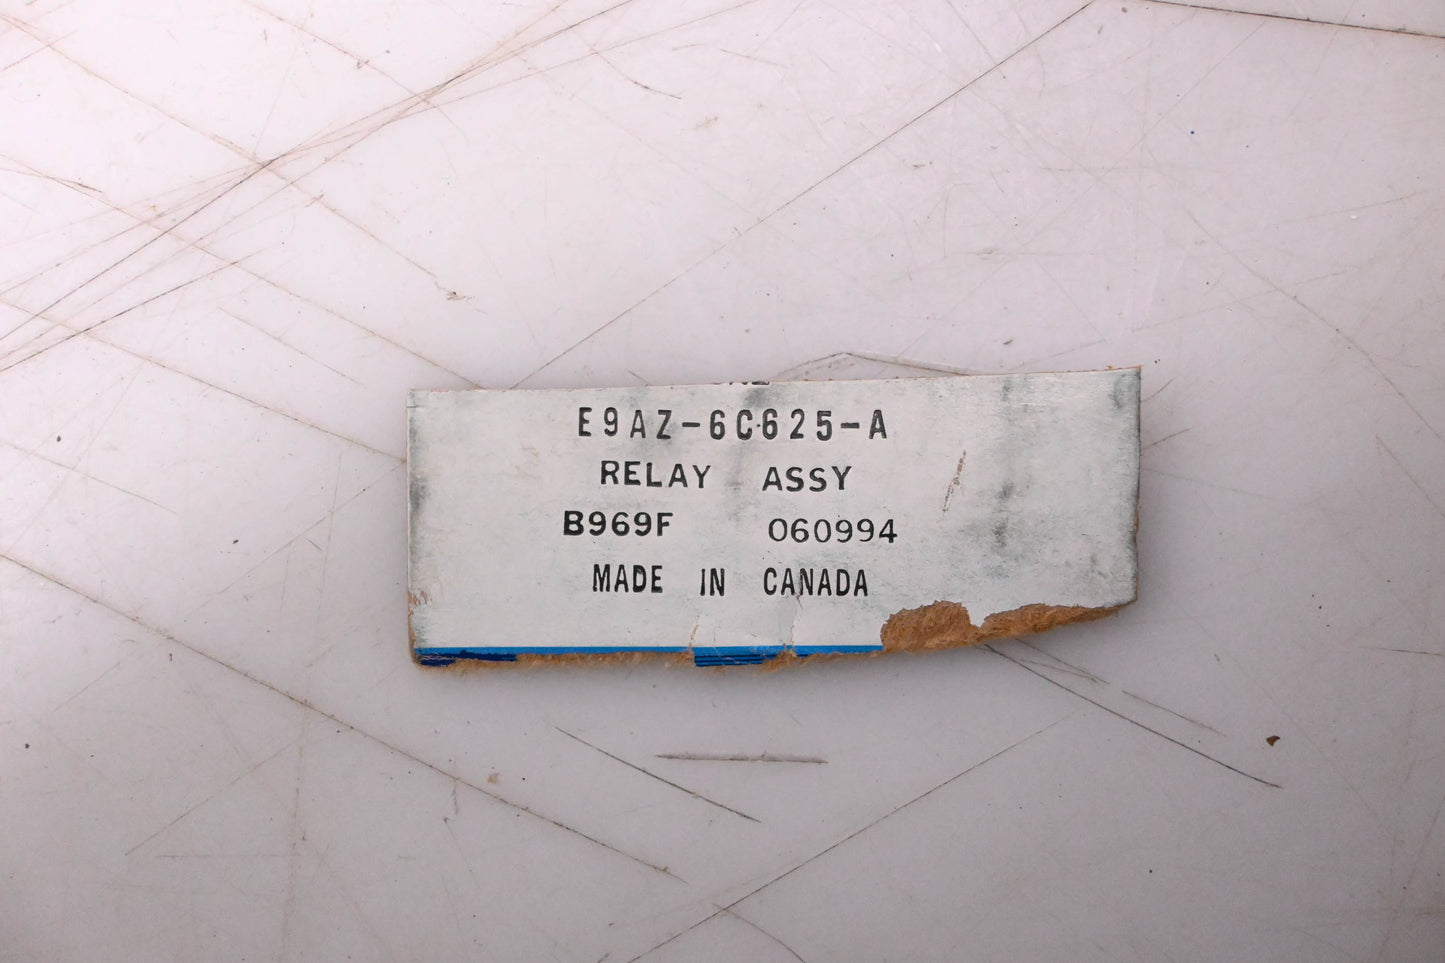 E9AZ-6C625-A
RELAY ASSY
B969F 060994
MADE IN CANADA